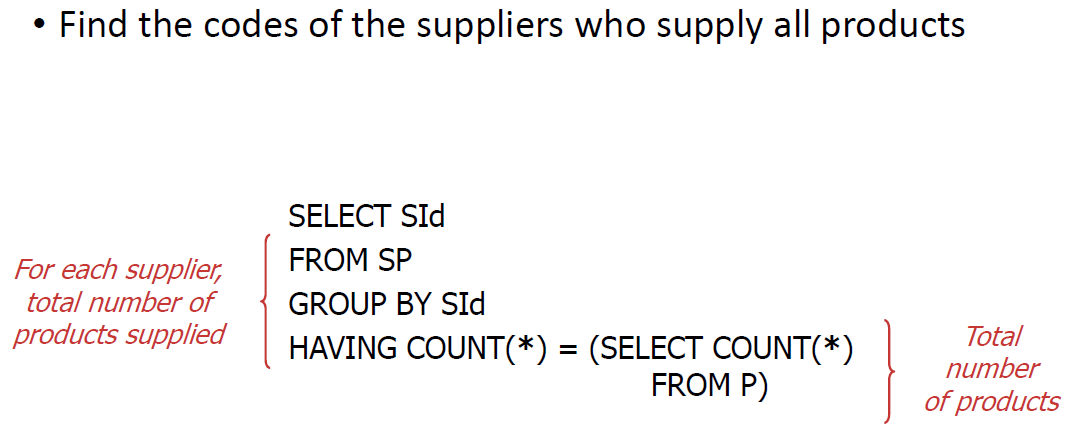 • Find the codes of the suppliers who supply all products
SELECT SId
FROM SP
GROUP BY SId
HAVING COUNT(*) = (SELECT COUNT(*)
FROM P)
For each supplier,
total number of
products supplied
Total
number
of products